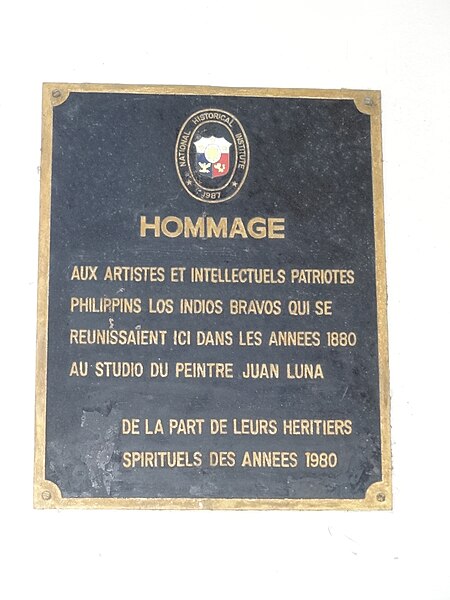 NATIONAL HISTORICAL INSTITUTE
1987
HOMMAGE
AUX ARTISTES ET INTELLECTUELS PATRIOTES
PHILIPPINS LOS INDIOS BRAVOS QUI SE
REUNISSAIENT ICI DANS LES ANNEES 1880
AU STUDIO DU PEINTRE JUAN LUNA
DE LA PART DE LEURS HERITIERS
SPIRITUELS DES ANNEES 1980